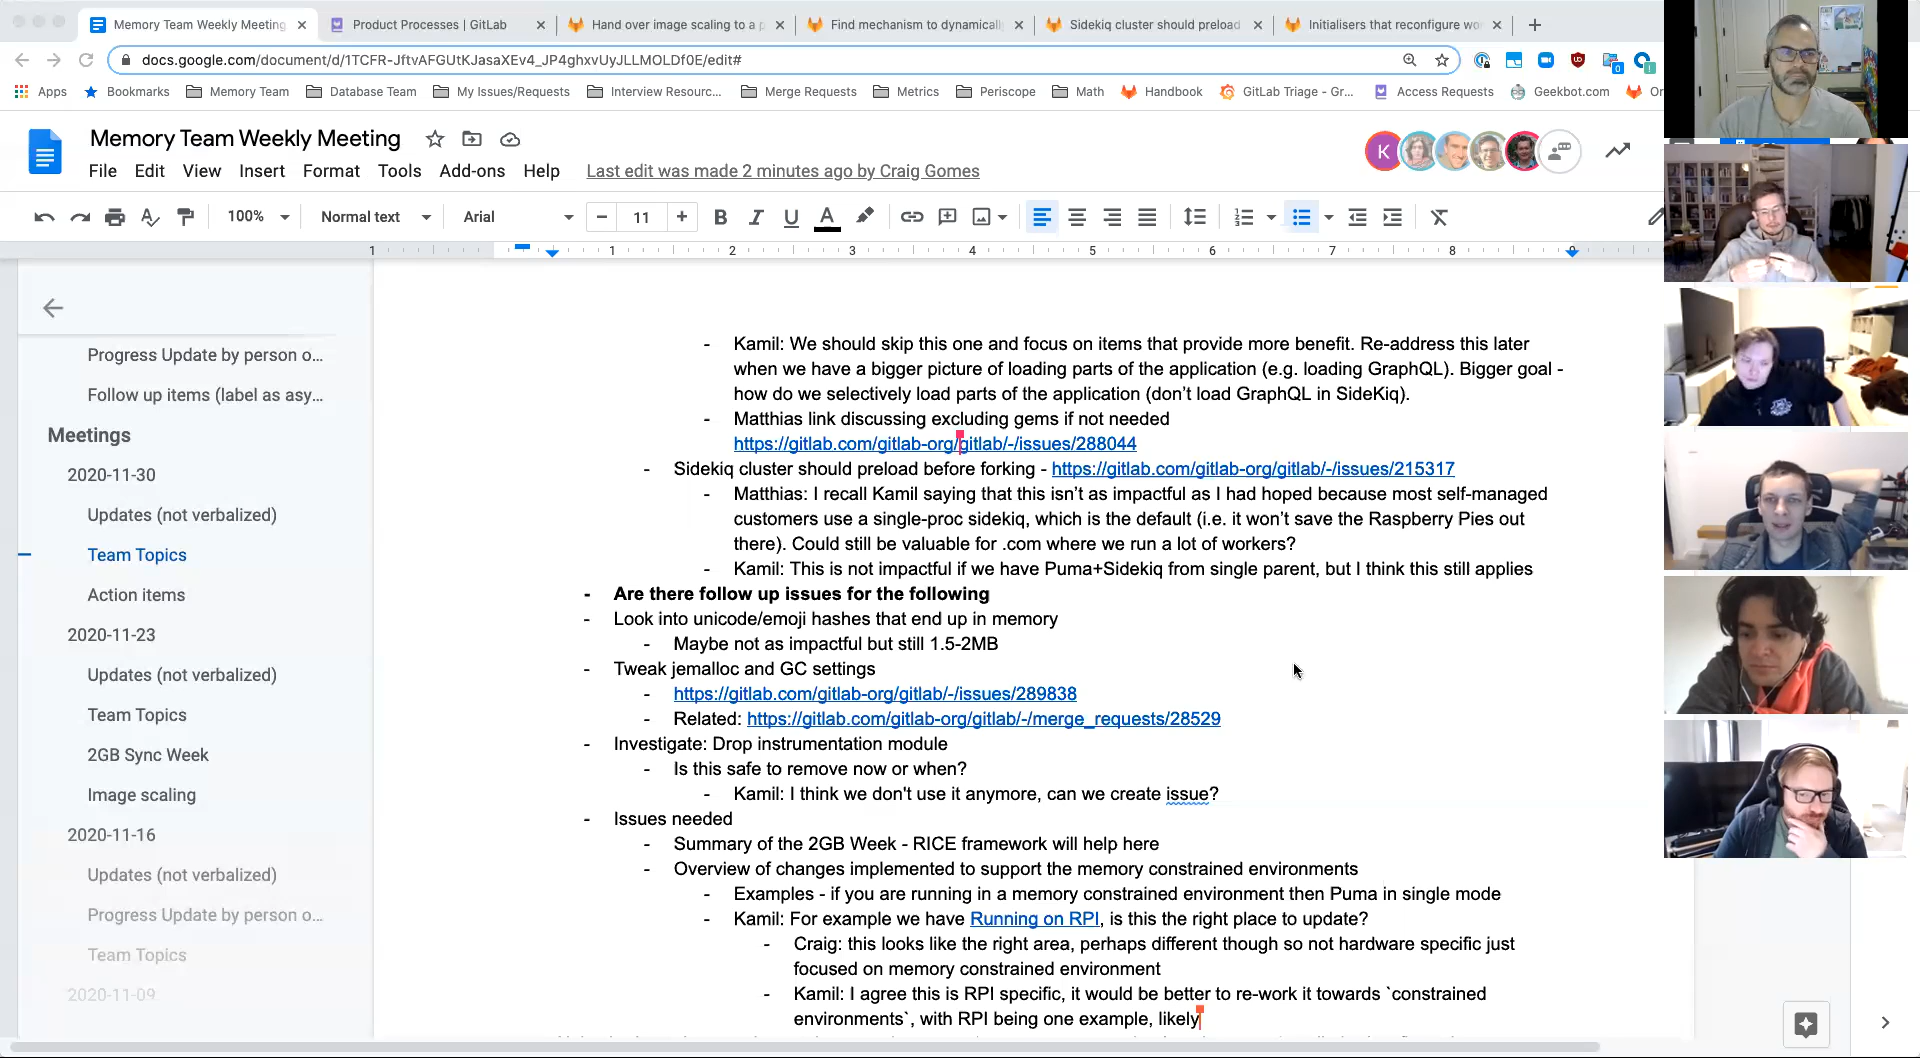 Memory Team Weekly Meeting
Product Processes | GitLab
Hand over image scaling to a p
Find mechanism to dynamicall
Sidekiq cluster should preload
Initialisers that reconfigure wo
docs.google.com/document/d/1TCFR-JftvAFGUtKJasaXEv4_JP4ghxvUyJLLMOLDf0E/edit#
Apps
Bookmarks
Memory Team
Database Team
My Issues/Requests
Interview Resourc...
Merge Requests
Metrics
Periscope
Math
Handbook
GitLab Triage - Gr...
Access Requests
Geekbot.com
Or
Memory Team Weekly Meeting
File Edit View Insert Format Tools Add-ons Help
Last edit was made 2 minutes ago by Craig Gomes
K
100% Normal text Arial 11
1 1 2 3 4 5 6 7 8 9
Progress Update by person o...
Follow up items (label as asy...
Meetings
2020-11-30
Updates (not verbalized)
Team Topics
Action items
2020-11-23
Updates (not verbalized)
Team Topics
2GB Sync Week
Image scaling
2020-11-16
Updates (not verbalized)
Progress Update by person o...
Team Topics
2020-11-09
- Kamil: We should skip this one and focus on items that provide more benefit. Re-address this later
when we have a bigger picture of loading parts of the application (e.g. loading GraphQL). Bigger goal -
how do we selectively load parts of the application (don't load GraphQL in SideKiq).
- Matthias link discussing excluding gems if not needed
https://gitlab.com/gitlab-org/gitlab/-/issues/288044
- Sidekiq cluster should preload before forking - https://gitlab.com/gitlab-org/gitlab/-/issues/215317
- Matthias: I recall Kamil saying that this isn't as impactful as I had hoped because most self-managed
customers use a single-proc sidekiq, which is the default (i.e. it won't save the Raspberry Pies out
there). Could still be valuable for .com where we run a lot of workers?
- Kamil: This is not impactful if we have Puma+Sidekiq from single parent, but I think this still applies
- Are there follow up issues for the following
- Look into unicode/emoji hashes that end up in memory
- Maybe not as impactful but still 1.5-2MB
- Tweak jemalloc and GC settings
- https://gitlab.com/gitlab-org/gitlab/-/issues/289838
- Related: https://gitlab.com/gitlab-org/gitlab/-/merge_requests/28529
- Investigate: Drop instrumentation module
- Is this safe to remove now or when?
- Kamil: I think we don't use it anymore, can we create issue?
- Issues needed
- Summary of the 2GB Week - RICE framework will help here
- Overview of changes implemented to support the memory constrained environments
- Examples - if you are running in a memory constrained environment then Puma in single mode
- Kamil: For example we have Running on RPI, is this the right place to update?
- Craig: this looks like the right area, perhaps different though so not hardware specific just
focused on memory constrained environment
- Kamil: I agree this is RPI specific, it would be better to re-work it towards `constrained
environments`, with RPI being one example, likely